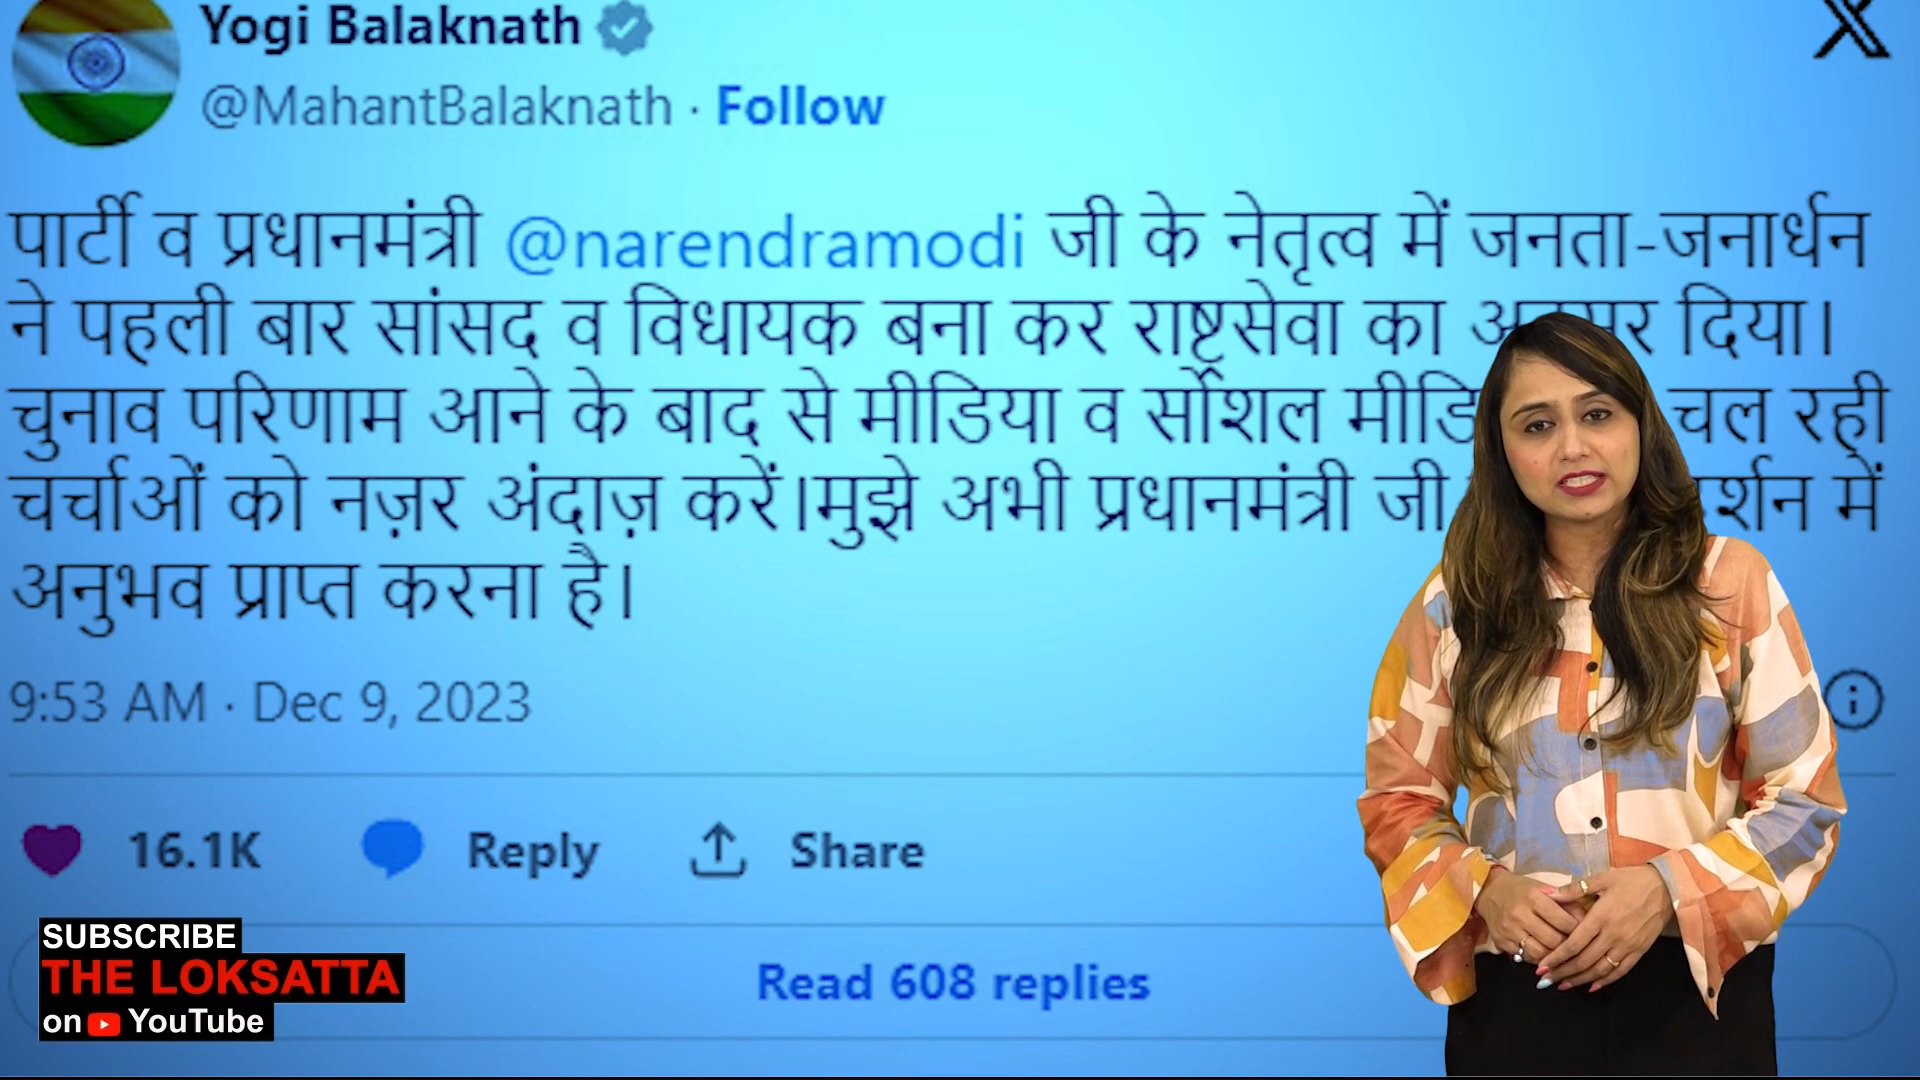 Yogi Balaknath
@MahantBalaknath · Follow
पार्टी व प्रधानमंत्री @narendramodi जी के नेतृत्व में जनता-जनार्धन
ने पहली बार सांसद व विधायक बना कर राष्ट्रसेवा का दिया।
चुनाव परिणाम आने के बाद से मीडिया व सोशल चल रही
चर्चाओं को नज़र अंदाज़ करें।मुझे अभी प्रधानमंत्री जी में
अनुभव प्राप्त करना है।
9:53 AM · Dec 9, 2023
16.1K Reply Share
Read 608 replies
SUBSCRIBE
THE LOKSATTA
on YouTube